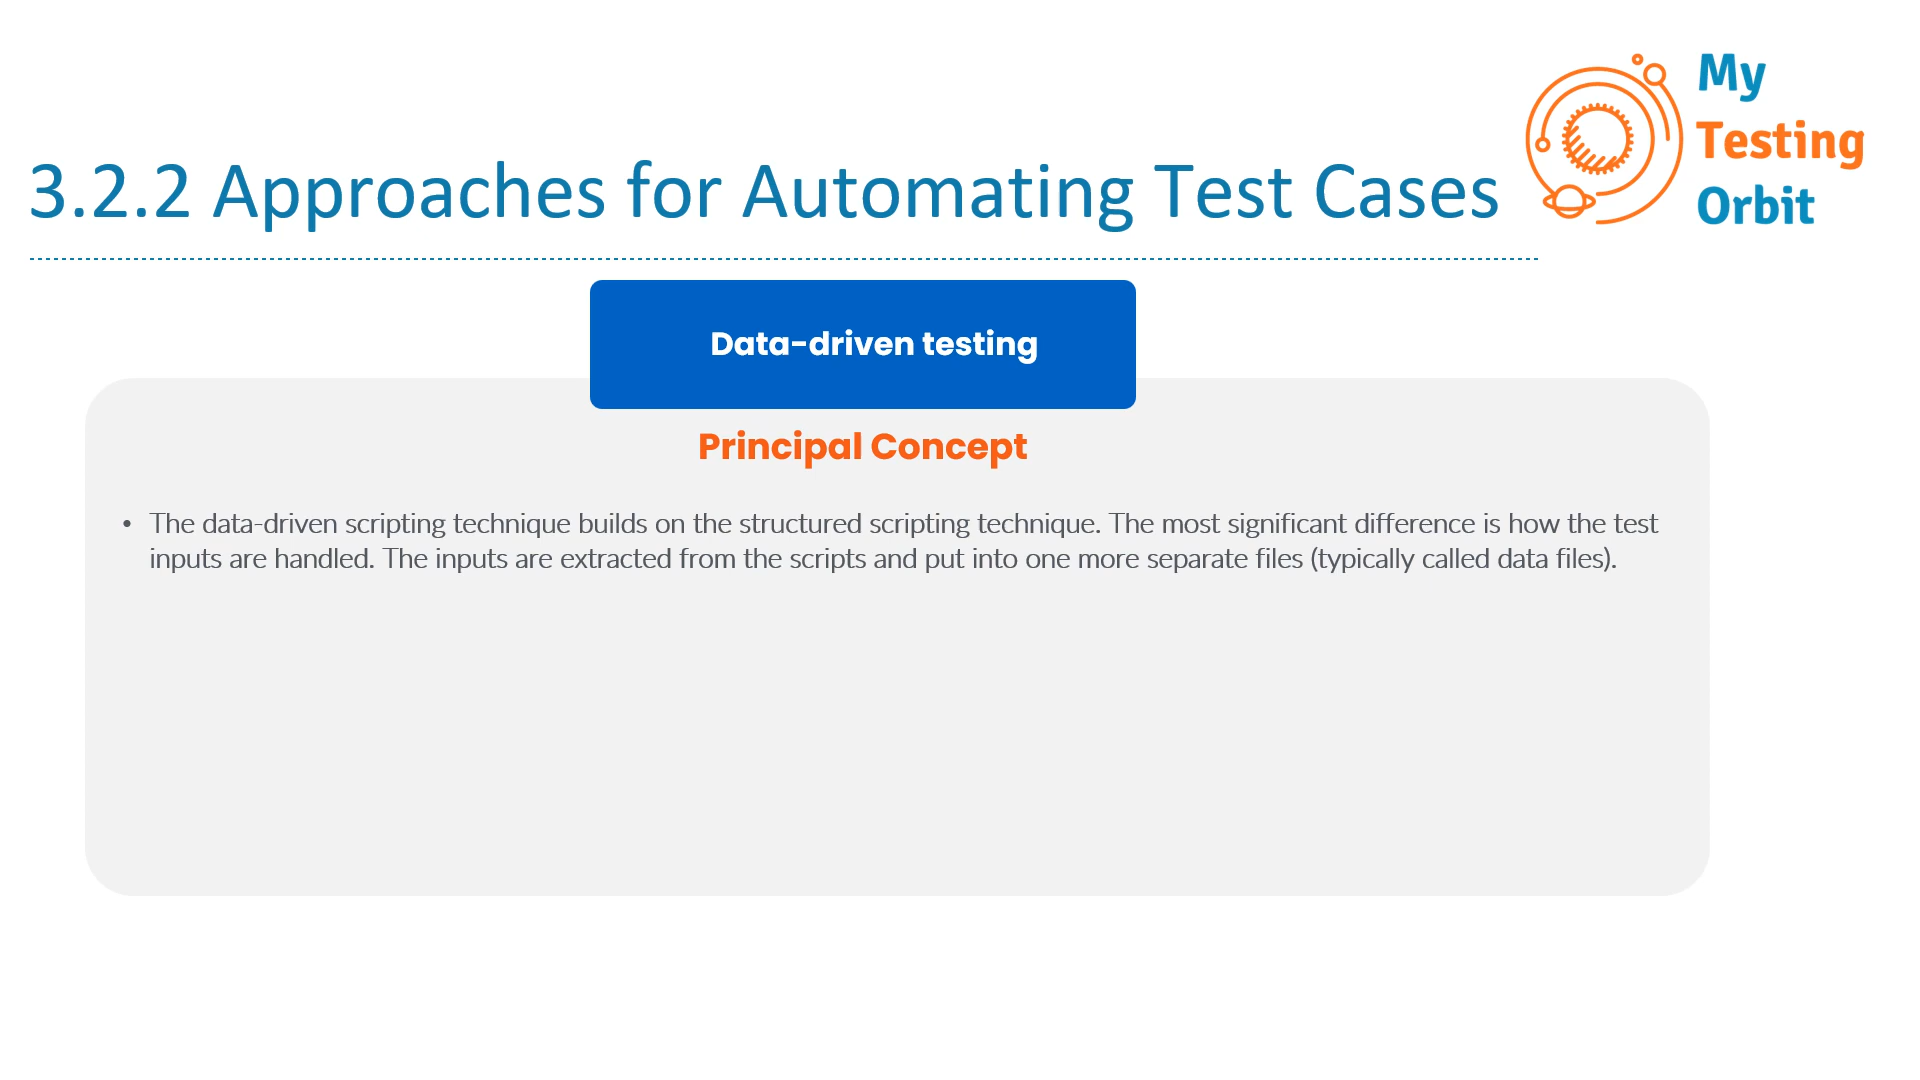 My
Testing
Orbit
3.2.2 Approaches for Automating Test Cases
Data-driven testing
Principal Concept
• The data-driven scripting technique builds on the structured scripting technique. The most significant difference is how the test
inputs are handled. The inputs are extracted from the scripts and put into one more separate files (typically called data files).